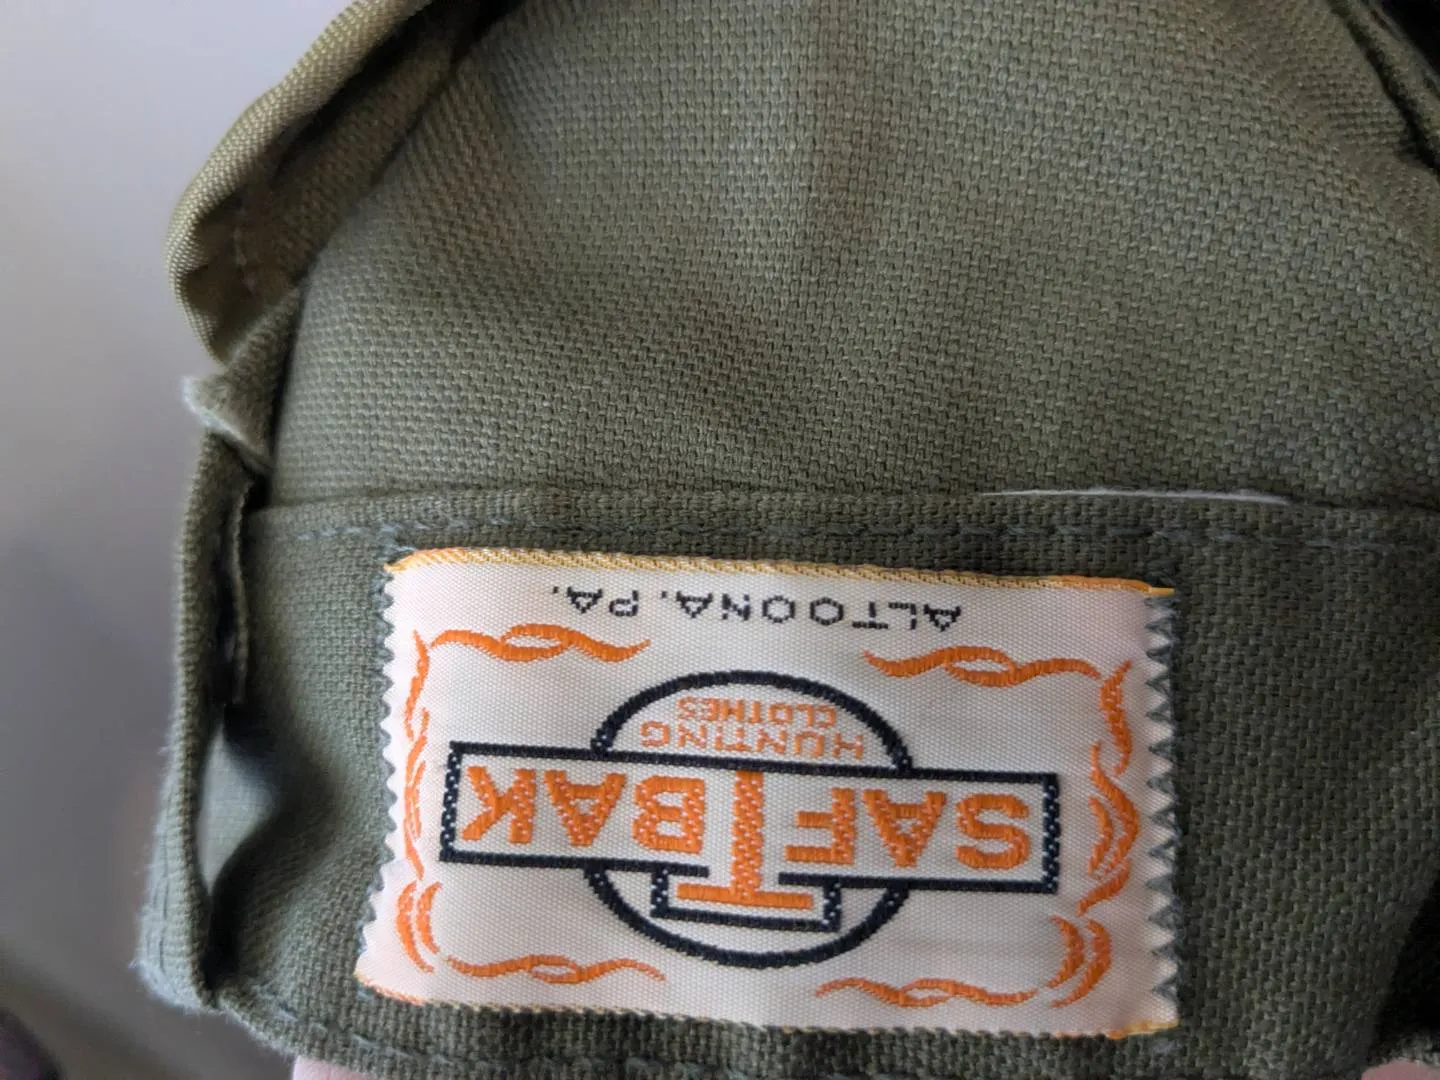 SAFTBAK
HUNTING
CLOTHES
ALTOONA, PA.